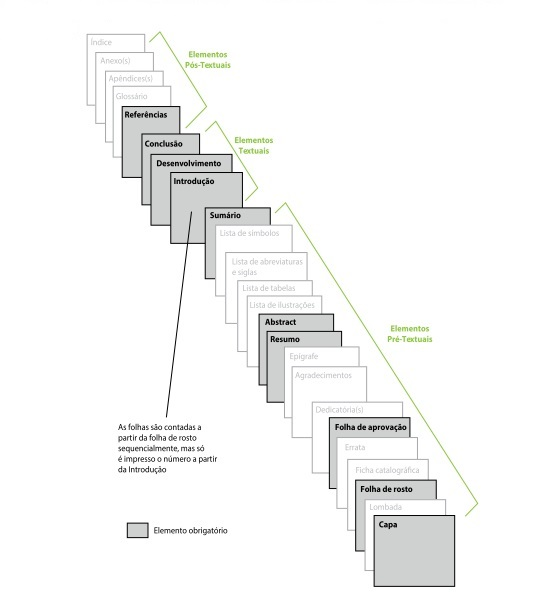 Índice
Anexo(s)
Apêndices(s)
Glossário
Referências
Elementos
Pós-Textuais
Conclusão
Desenvolvimento
Introdução
Elementos
Textuais
Sumário
Lista de símbolos
Lista de abreviaturas
e siglas
Lista de tabelas
Lista de ilustrações
Abstract
Resumo
Epígrafe
Agradecimentos
Dedicatória(s)
Folha de aprovação
Errata
Ficha catalográfica
Folha de rosto
Lombada
Capa
Elementos
Pré-Textuais
As folhas são contadas a
partir da folha de rosto
sequencialmente, mas só
é impresso o número a partir
da Introdução
Elemento obrigatório